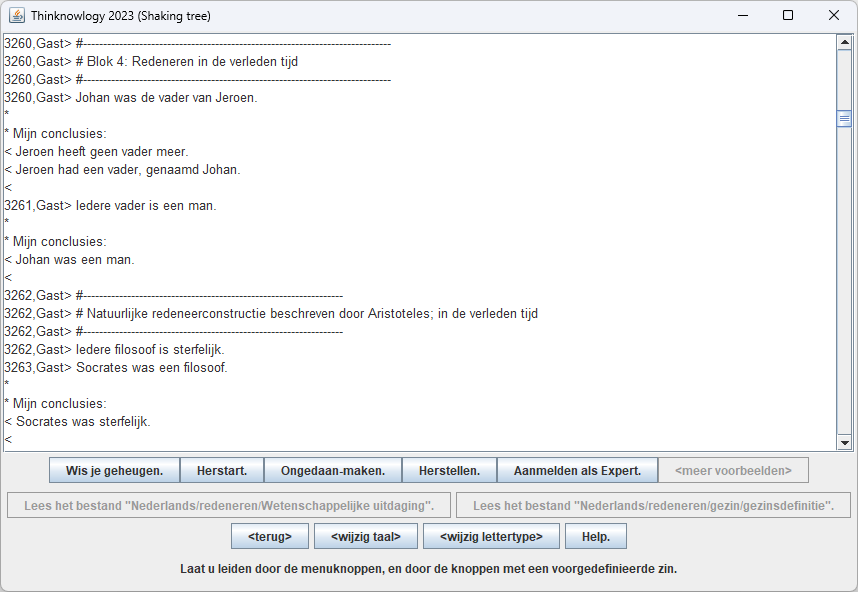 Thinknowlogy 2023 (Shaking tree)
3260,Gast> #-----------------------------------------------------------------------------
3260,Gast> # Blok 4: Redeneren in de verleden tijd
3260,Gast> #-----------------------------------------------------------------------------
3260,Gast> Johan was de vader van Jeroen.
*
* Mijn conclusies:
< Jeroen heeft geen vader meer.
< Jeroen had een vader, genaamd Johan.
<
3261,Gast> Iedere vader is een man.
*
* Mijn conclusies:
< Johan was een man.
<
3262,Gast> #-----------------------------------------------------------------
3262,Gast> # Natuurlijke redeneerconstructie beschreven door Aristoteles; in de verleden tijd
3262,Gast> #-----------------------------------------------------------------
3262,Gast> Iedere filosoof is sterfelijk.
3263,Gast> Socrates was een filosoof.
*
* Mijn conclusies:
< Socrates was sterfelijk.
<
Wis je geheugen. Herstart. Ongedaan-maken. Herstellen. Aanmelden als Expert. <meer voorbeelden>
Lees het bestand "Nederlands/redeneren/Wetenschappelijke uitdaging". Lees het bestand "Nederlands/redeneren/gezin/gezinsdefinitie".
<terug> <wijzig taal> <wijzig lettertype> Help.
Laat u leiden door de menuknoppen, en door de knoppen met een voorgedefinieerde zin.